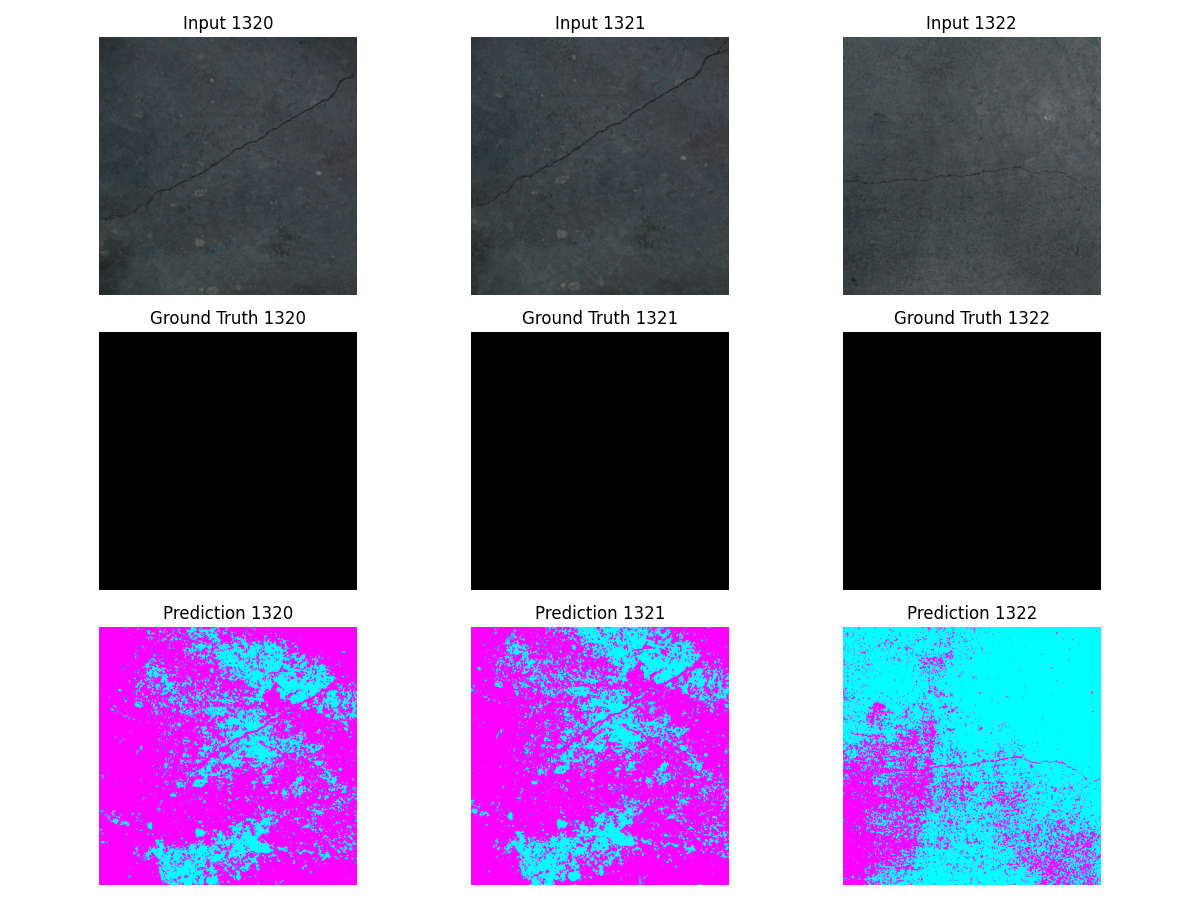 Input 1320
Input 1321
Input 1322
Ground Truth 1320
Ground Truth 1321
Ground Truth 1322
Prediction 1320
Prediction 1321
Prediction 1322